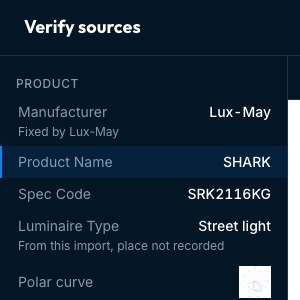 Verify sources
PRODUCT
Manufacturer Lux-May
Fixed by Lux-May
Product Name SHARK
Spec Code SRK2116KG
Luminaire Type Street light
From this import, place not recorded
Polar curve